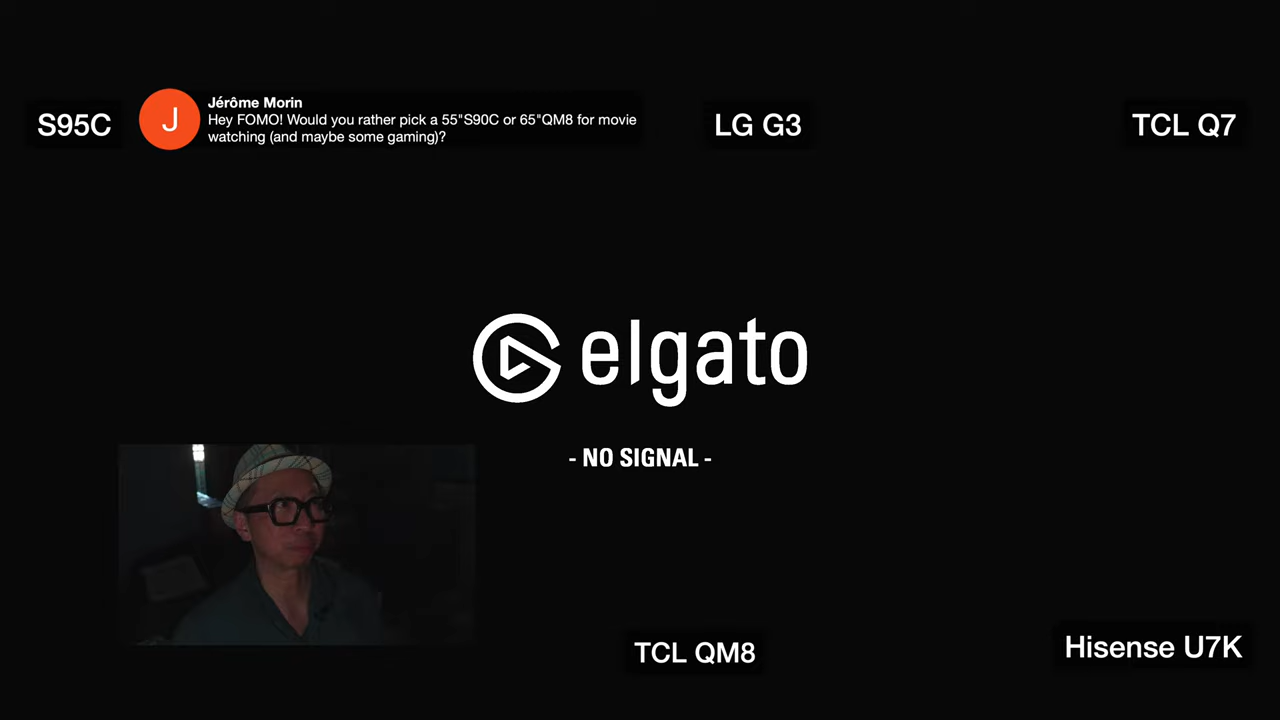 S95C
J
Jérôme Morin
Hey FOMO! Would you rather pick a 55"S90C or 65"QM8 for movie
watching (and maybe some gaming)?
LG G3
TCL Q7
elgato
- NO SIGNAL -
TCL QM8
Hisense U7K